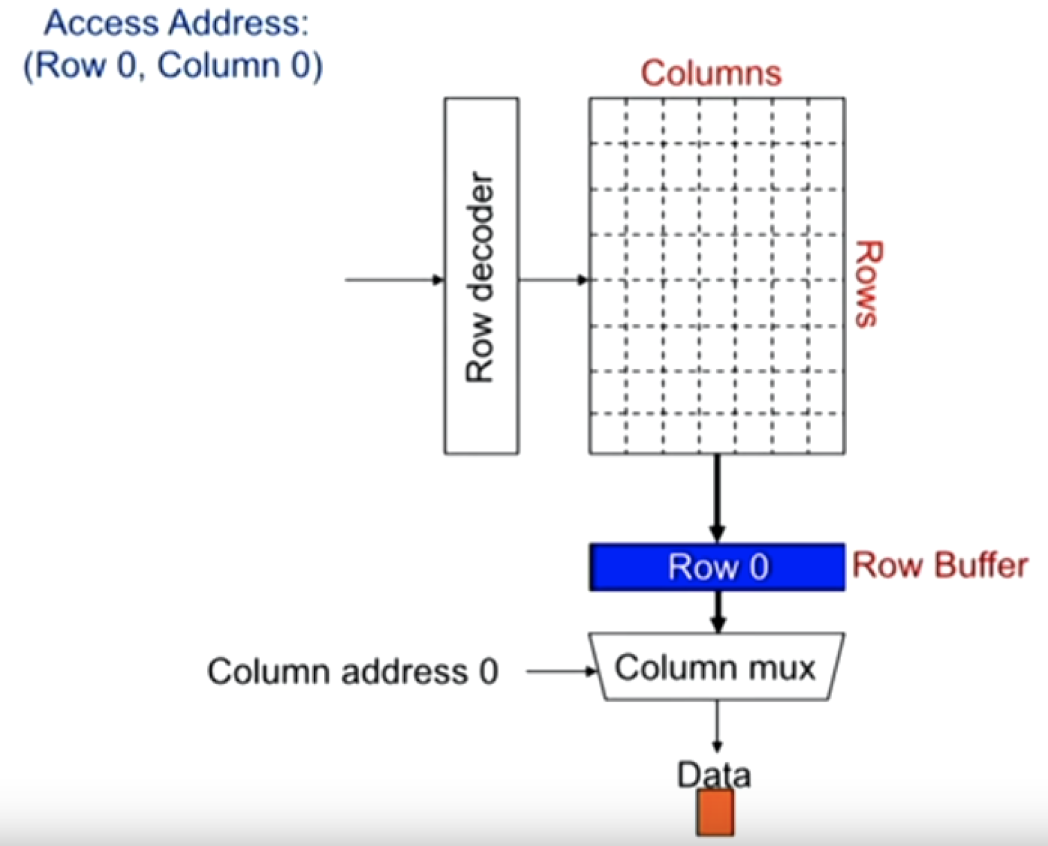 Access Address:
(Row 0, Column 0)
Columns
Row decoder
Rows
Row 0
Row Buffer
Column address 0
Column mux
Data